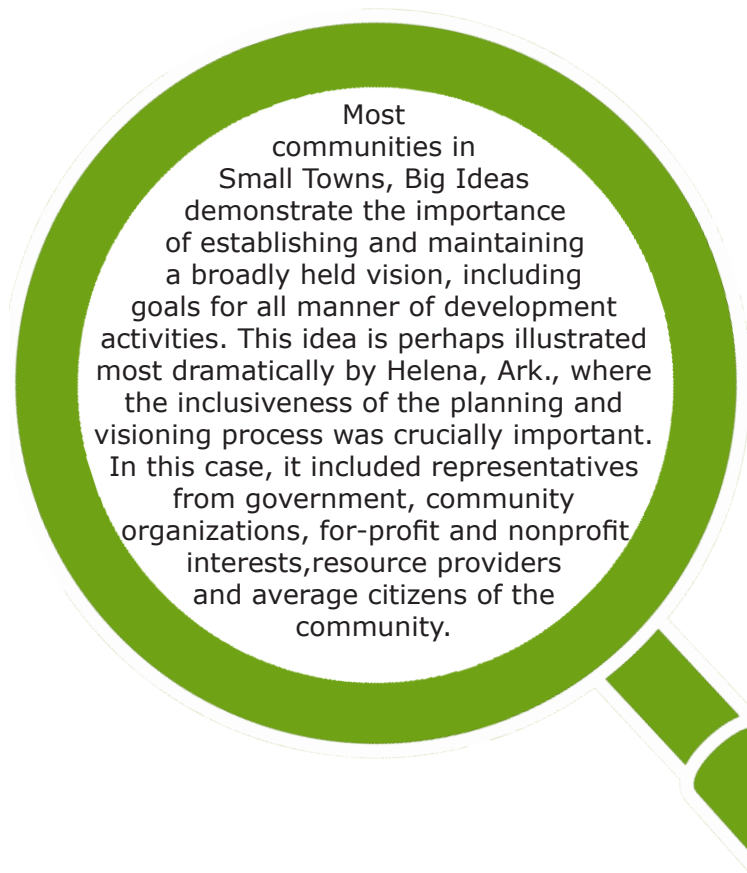 Most
communities in
Small Towns, Big Ideas
demonstrate the importance
of establishing and maintaining
a broadly held vision, including
goals for all manner of development
activities. This idea is perhaps illustrated
most dramatically by Helena, Ark., where
the inclusiveness of the planning and
visioning process was crucially important.
In this case, it included representatives
from government, community
organizations, for-profit and nonprofit
interests,resource providers
and average citizens of the
community.